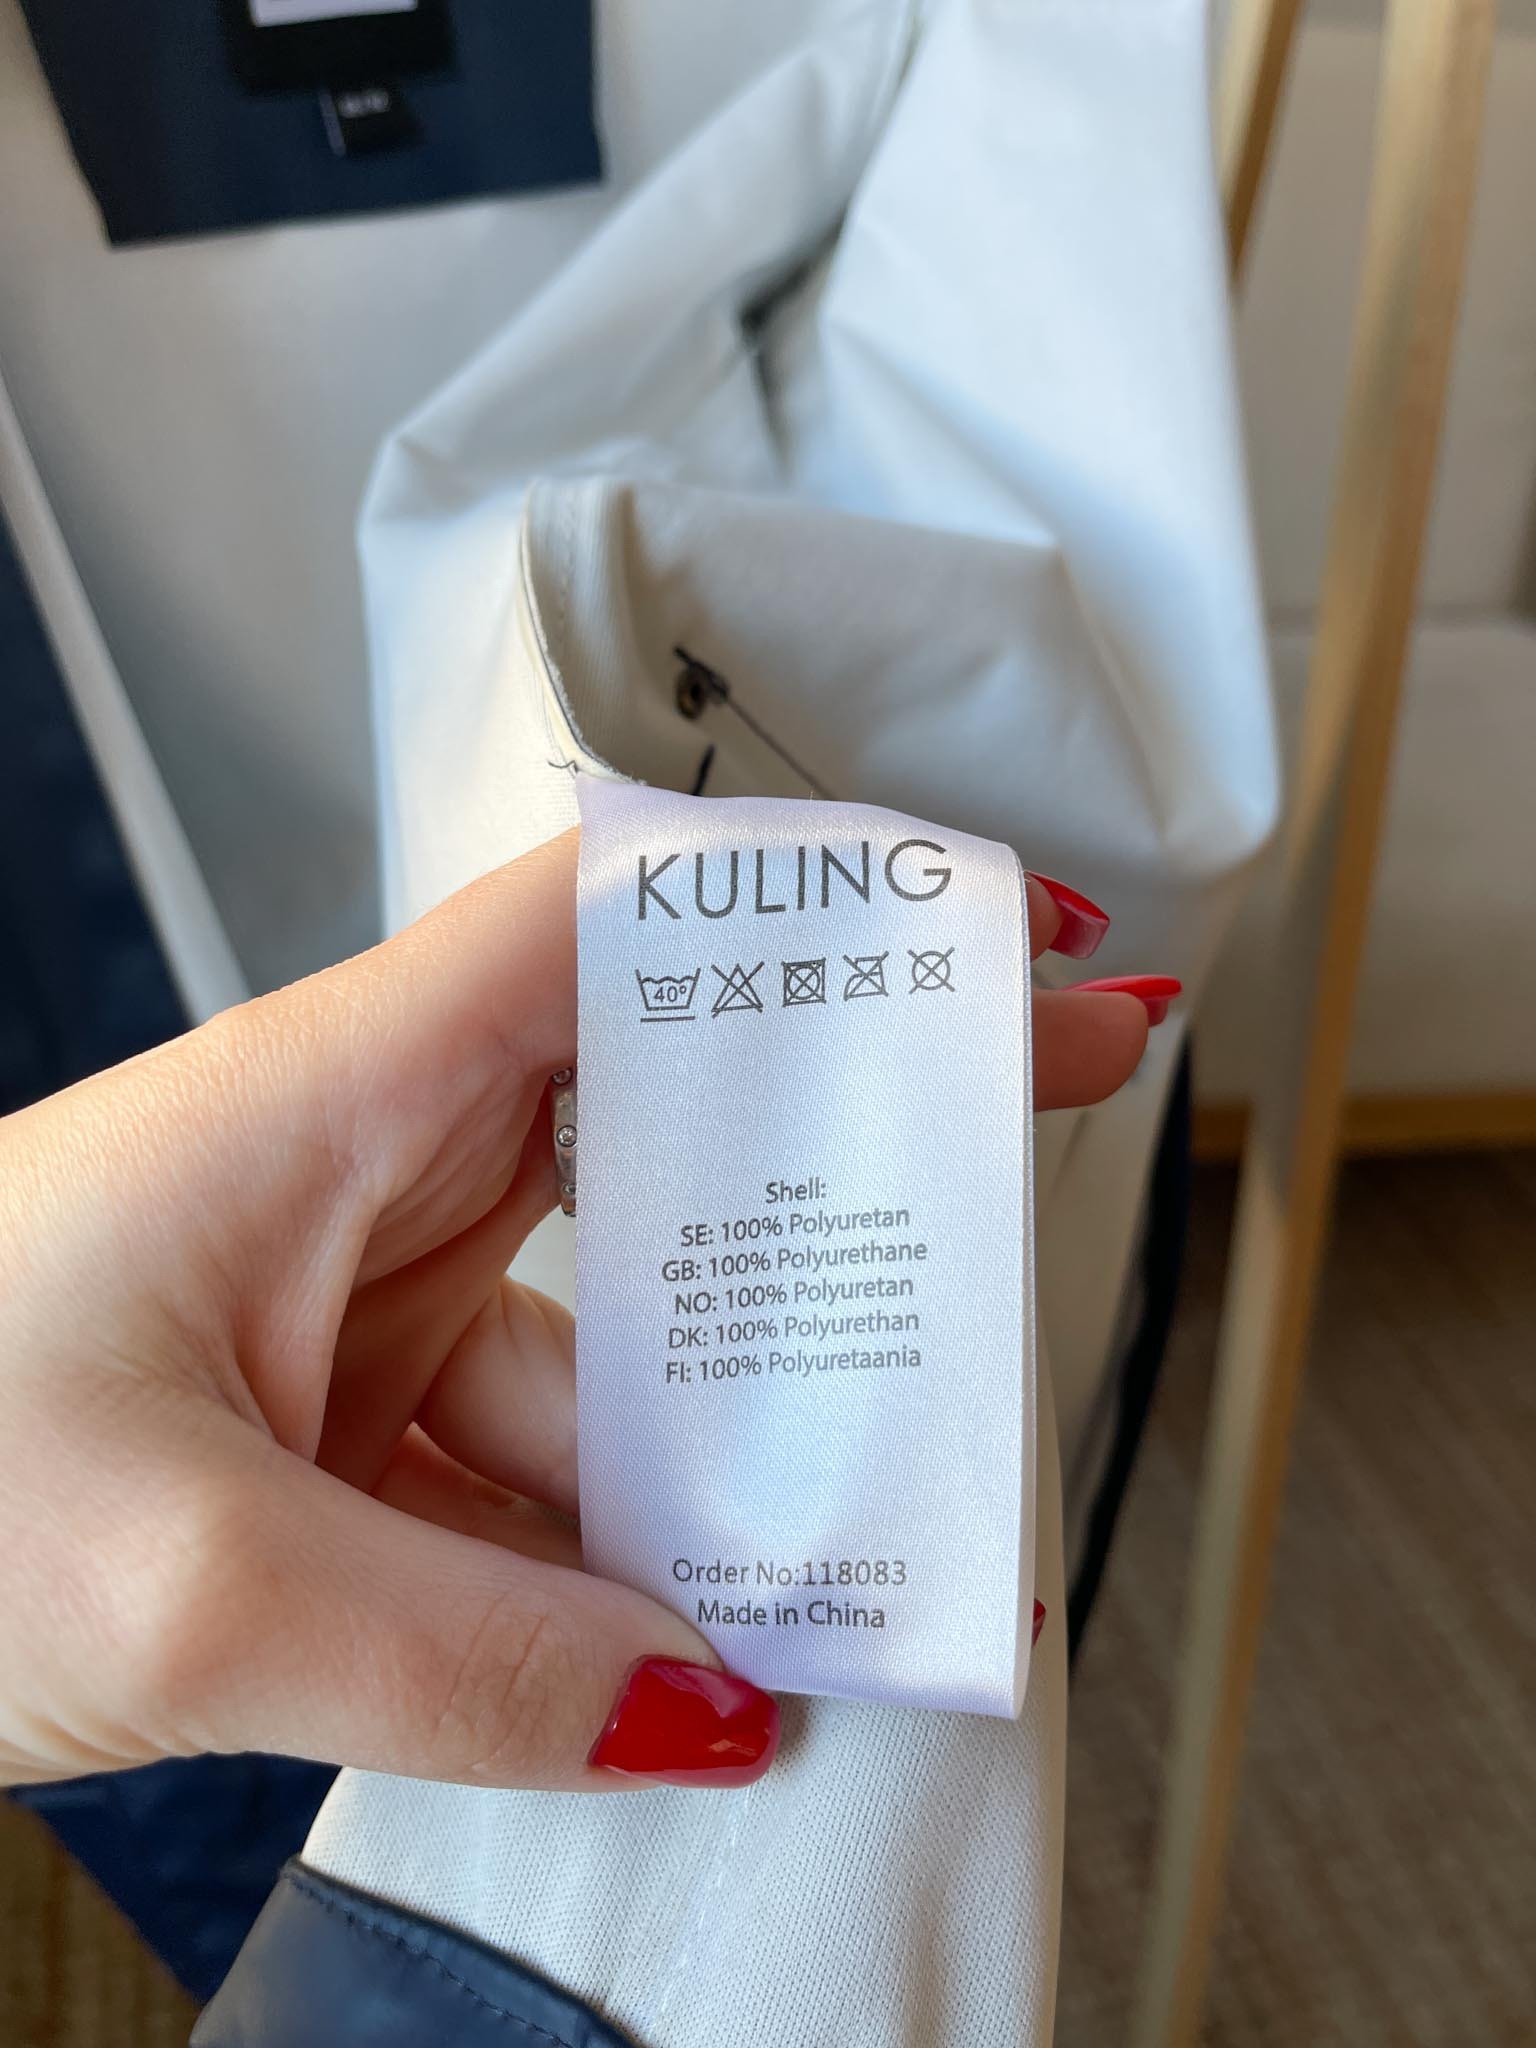 KULING
40°
Shell:
SE: 100% Polyuretan
GB: 100% Polyurethane
NO: 100% Polyuretan
DK: 100% Polyurethan
FI: 100% Polyuretaania
Order No:118083
Made in China